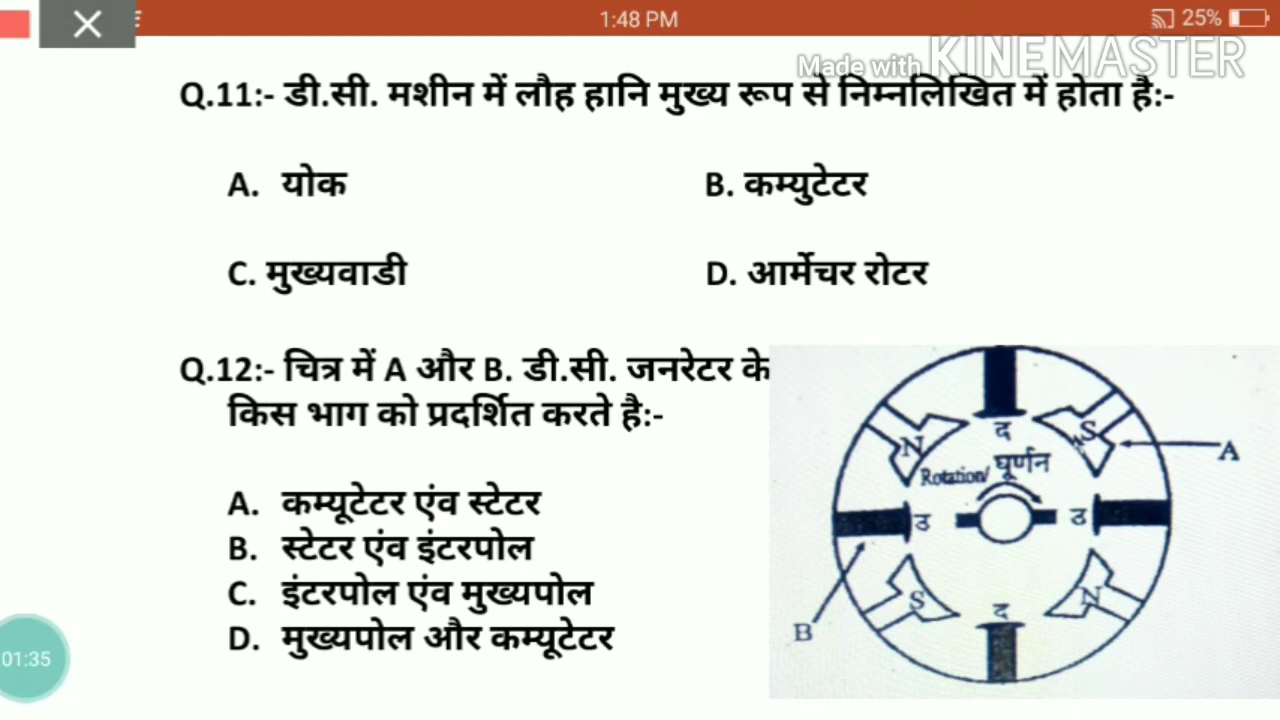 1:48 PM
25%
Made with KINEMASTER
Q.11:- डी.सी. मशीन में लौह हानि मुख्य रूप से निम्नलिखित में होता है:-
A. योक
B. कम्युटेटर
C. मुख्यवाडी
D. आर्मेचर रोटर
Q.12:- चित्र में A और B. डी.सी. जनरेटर के
किस भाग को प्रदर्शित करते है:-
A. कम्यूटेटर एंव स्टेटर
B. स्टेटर एंव इंटरपोल
C. इंटरपोल एंव मुख्यपोल
D. मुख्यपोल और कम्यूटेटर
N
द
S
A
Rotation/ घूर्णन
उ
उ
S
द
N
B
01:35